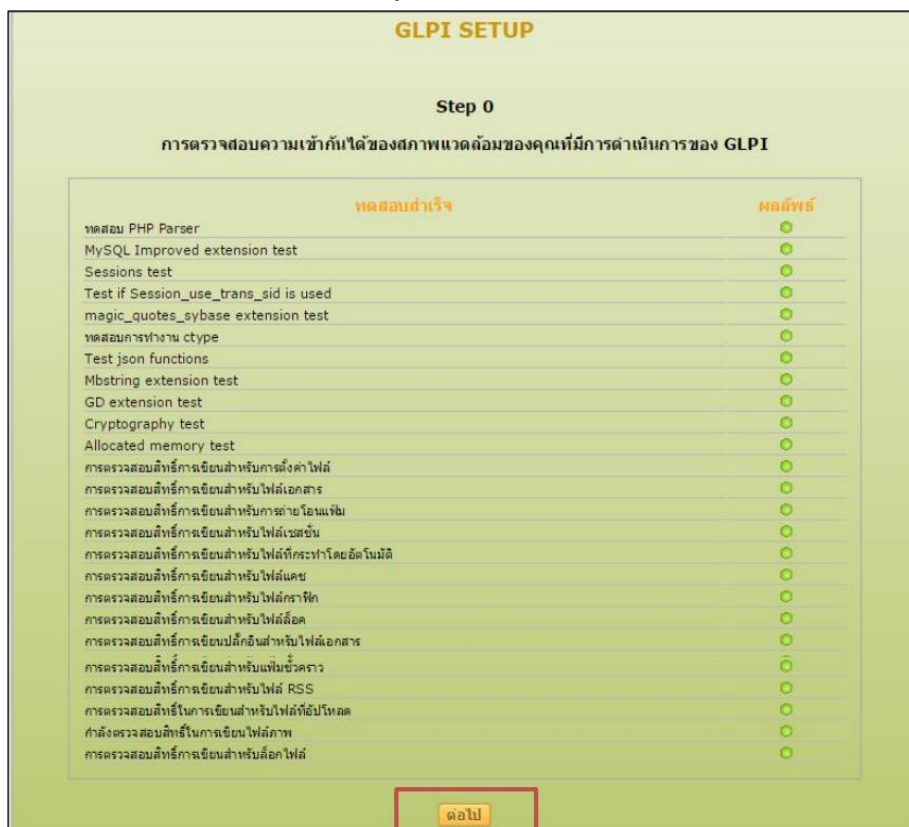 GLPI SETUP
Step 0
การตรวจสอบความเข้ากันได้ของสภาพแวดล้อมของคุณที่มีการดำเนินการของ GLPI
ทดสอบสำเร็จ ผลลัพธ์
ทดสอบ PHP Parser
MySQL Improved extension test
Sessions test
Test if Session_use_trans_sid is used
magic_quotes_sybase extension test
ทดสอบการทำงาน ctype
Test json functions
Mbstring extension test
GD extension test
Cryptography test
Allocated memory test
การตรวจสอบสิทธิ์การเขียนสำหรับการตั้งค่าไฟล์
การตรวจสอบสิทธิ์การเขียนสำหรับไฟล์เอกสาร
การตรวจสอบสิทธิ์การเขียนสำหรับการถ่ายโอนแฟ้ม
การตรวจสอบสิทธิ์การเขียนสำหรับไฟล์เซสชั่น
การตรวจสอบสิทธิ์การเขียนสำหรับไฟล์ที่กระทำโดยอัตโนมัติ
การตรวจสอบสิทธิ์การเขียนสำหรับไฟล์แคช
การตรวจสอบสิทธิ์การเขียนสำหรับไฟล์กราฟิก
การตรวจสอบสิทธิ์การเขียนสำหรับไฟล์ล็อค
การตรวจสอบสิทธิ์การเขียนปลั๊กอินสำหรับไฟล์เอกสาร
การตรวจสอบสิทธิ์การเขียนสำหรับแฟ้มชั่วคราว
การตรวจสอบสิทธิ์การเขียนสำหรับไฟล์ RSS
การตรวจสอบสิทธิ์ในการเขียนสำหรับไฟล์ที่อัปโหลด
กำลังตรวจสอบสิทธิ์ในการเขียนไฟล์ภาพ
การตรวจสอบสิทธิ์การเขียนสำหรับล็อกไฟล์
ต่อไป